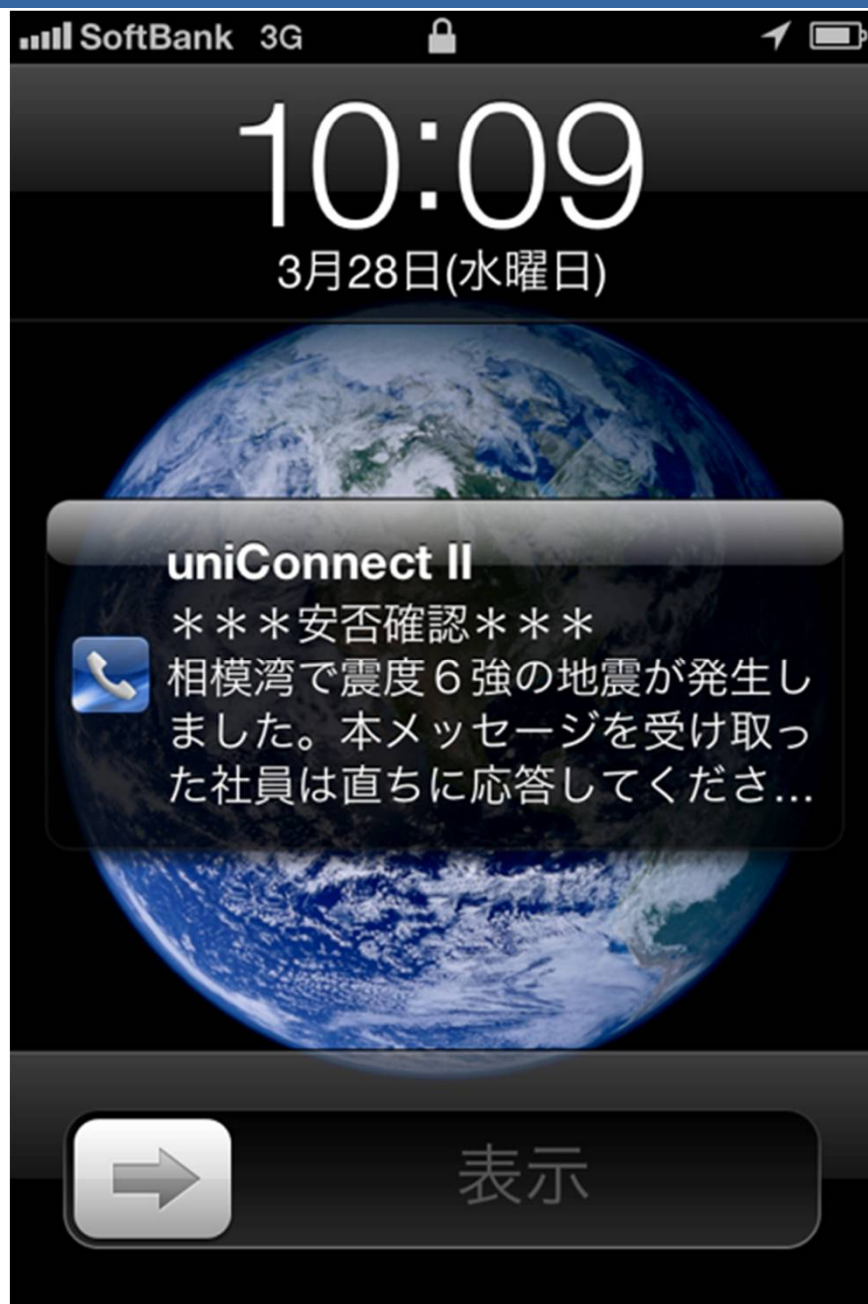 SoftBank 3G
10:09
3月28日(水曜日)
uniConnect II
＊＊＊安否確認＊＊＊
相模湾で震度６強の地震が発生し
ました。本メッセージを受け取っ
た社員は直ちに応答してくださ...
表示